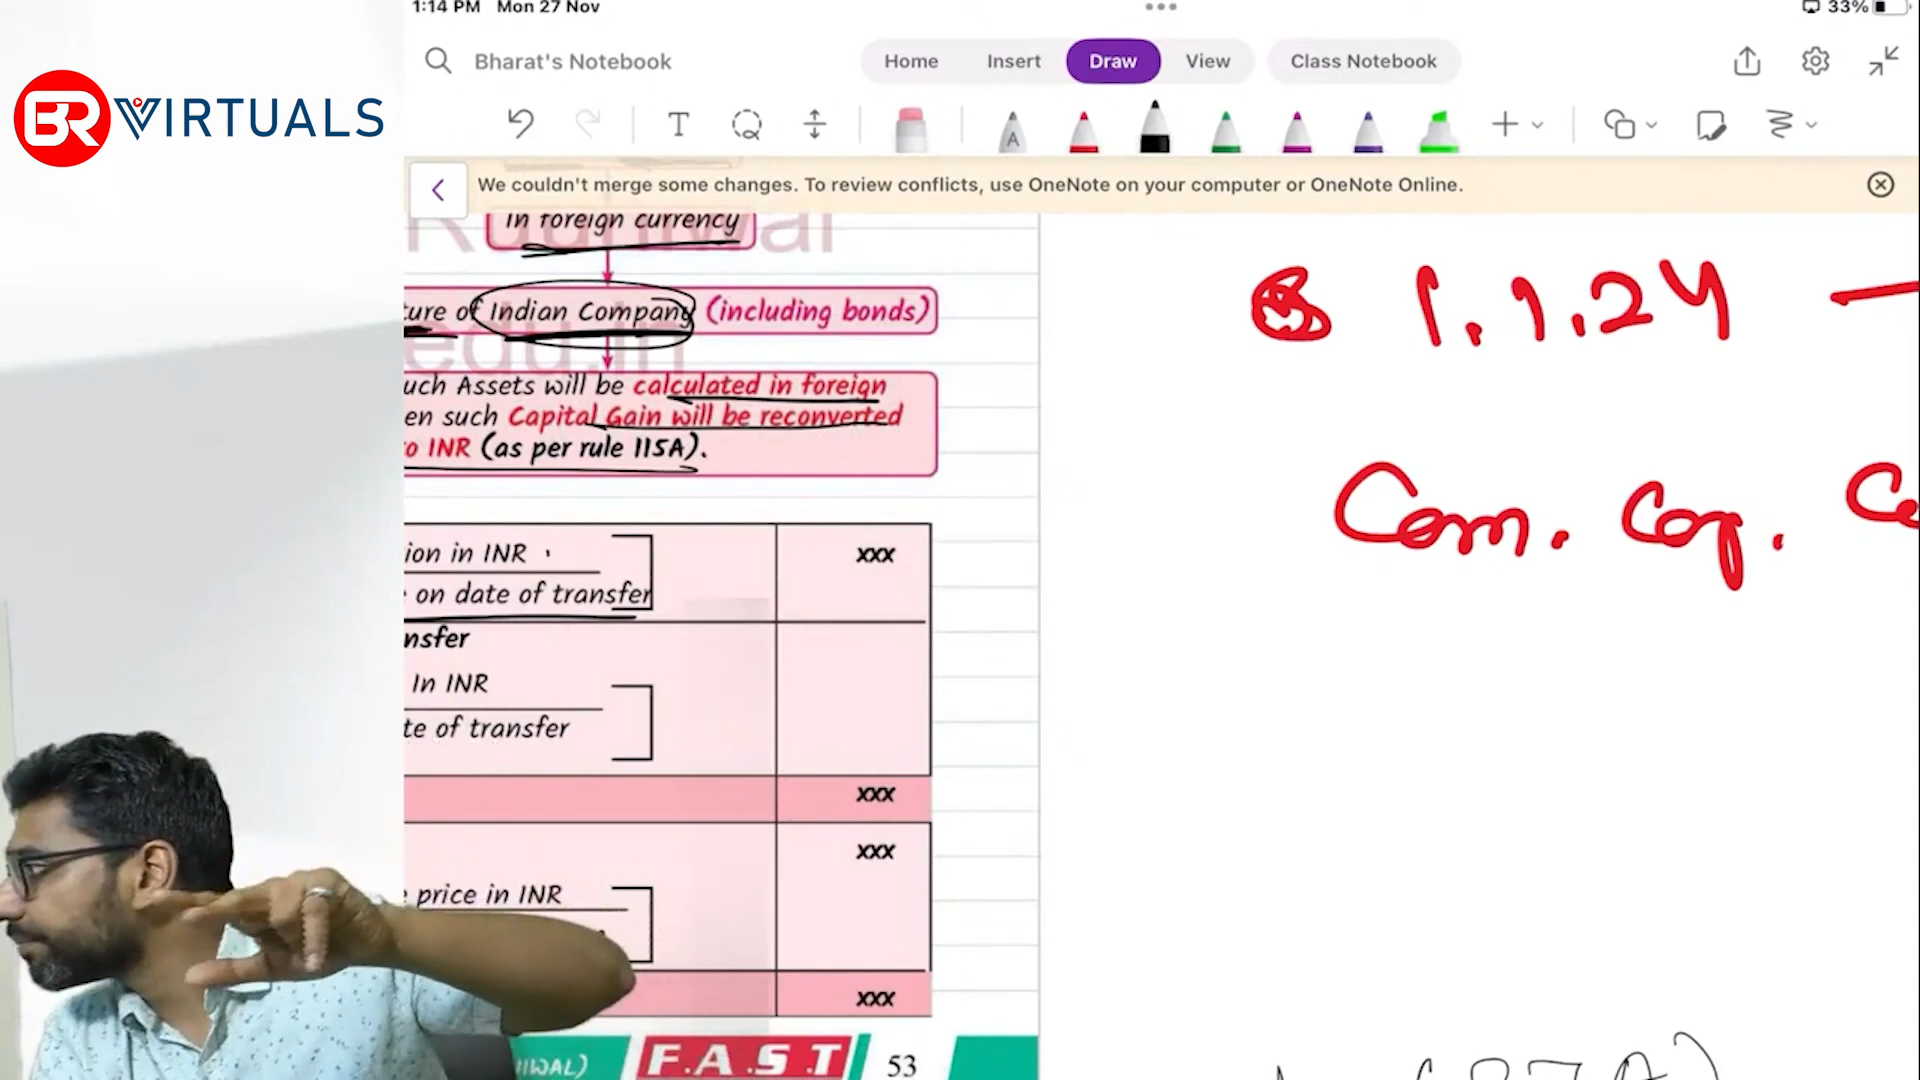 1:14 PM Mon 27 Nov
33%
BR VIRTUALS
Bharat's Notebook
Home Insert Draw View Class Notebook
T
A
We couldn't merge some changes. To review conflicts, use OneNote on your computer or OneNote Online.
in foreign currency
edu.in
ture of Indian Company (including bonds)
uch Assets will be calculated in foreign
en such Capital Gain will be reconverted
o INR (as per rule 115A).
ion in INR
xxx
on date of transfer
nsfer
In INR
te of transfer
xxx
xxx
price in INR
xxx
IWAL)
F.A.S.T
53
1.1.24 —
Com.